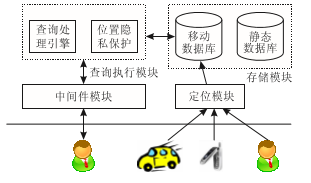 查询处
理引擎
位置隐
私保护
移动
数据库
静态
数据库
查询执行模块
存储模块
中间件模块
定位模块